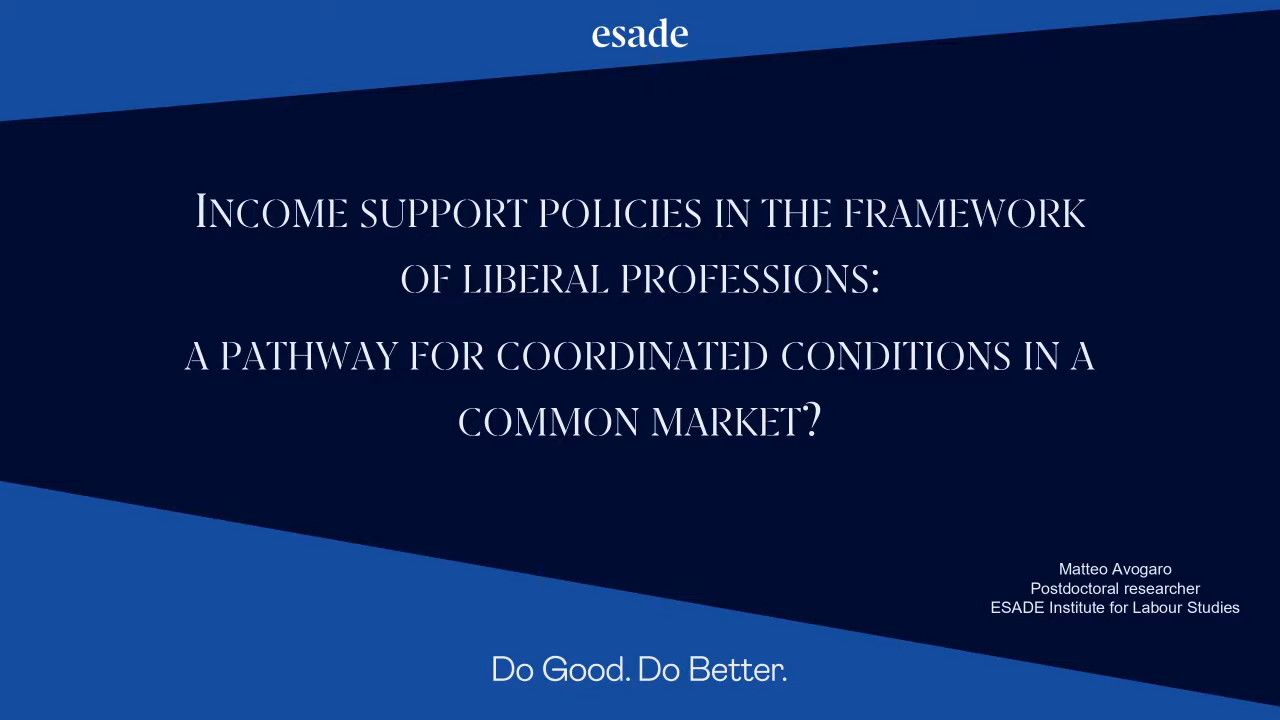 esade
Income support policies in the framework
of liberal professions:
a pathway for coordinated conditions in a
common market?
Matteo Avogaro
Postdoctoral researcher
ESADE Institute for Labour Studies
Do Good. Do Better.